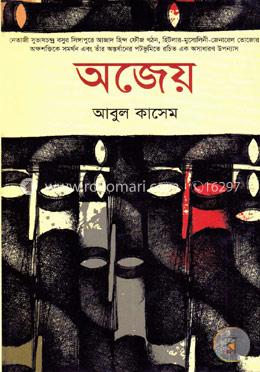 নেতাজী সুভাষচন্দ্র বসুর সিঙ্গাপুরে আজাদ হিন্দ ফৌজ গঠন, হিটলার-মুসোলিনী-জেনারেল তোজোর
অক্ষশক্তিকে সমর্থন এবং তাঁর অন্তর্ধানের পটভূমিতে রচিত এক অসাধারণ উপন্যাস
অজেয়
আবুল কাসেম
www.rokomari.com 16297